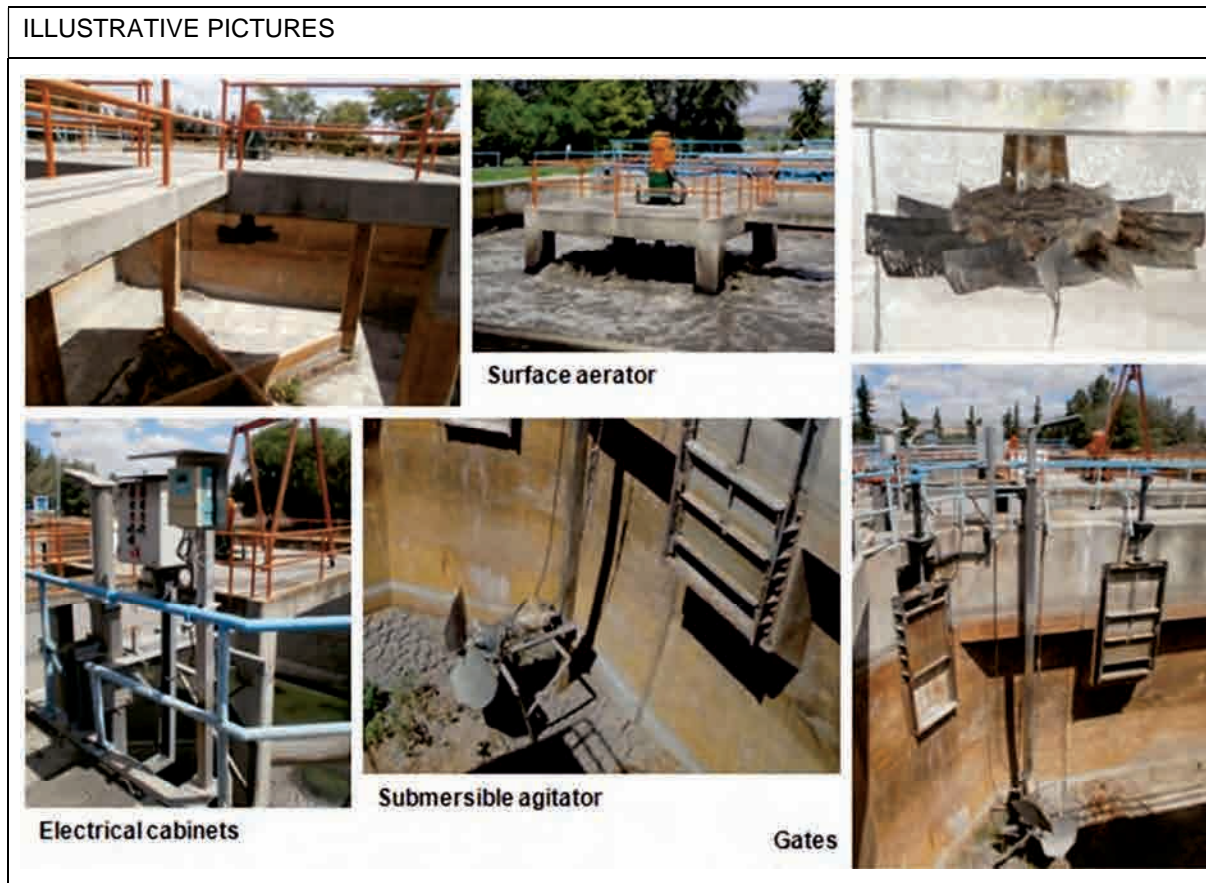 ILLUSTRATIVE PICTURES
Surface aerator
Electrical cabinets
Submersible agitator
Gates